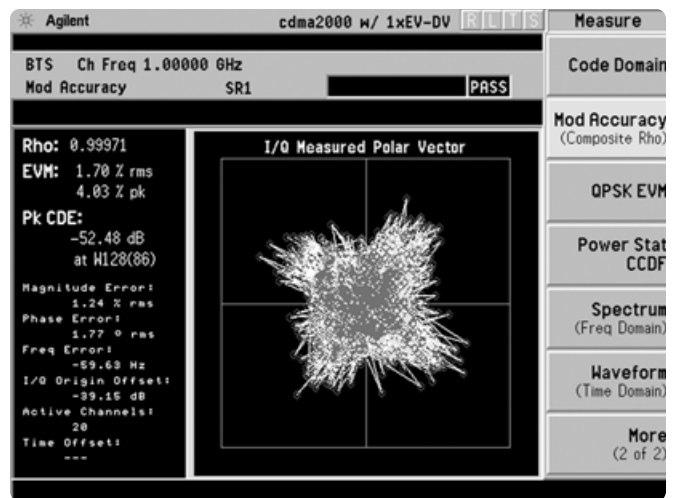 Agilent
cdma2000 w/ 1xEV-DV R L T S
Measure
BTS Ch Freq 1.00000 GHz
Mod Accuracy SR1 PASS
Rho: 0.99971
EVM: 1.70 % rms
4.03 % pk
Pk CDE:
-52.48 dB
at W128(86)
Magnitude Error:
1.24 % rms
Phase Error:
1.77 º rms
Freq Error:
-59.63 Hz
I/Q Origin Offset:
-39.15 dB
Active Channels:
20
Time Offset:
---
I/Q Measured Polar Vector
Code Domain
Mod Accuracy
(Composite Rho)
QPSK EVM
Power Stat
CCDF
Spectrum
(Freq Domain)
Waveform
(Time Domain)
More
(2 of 2)